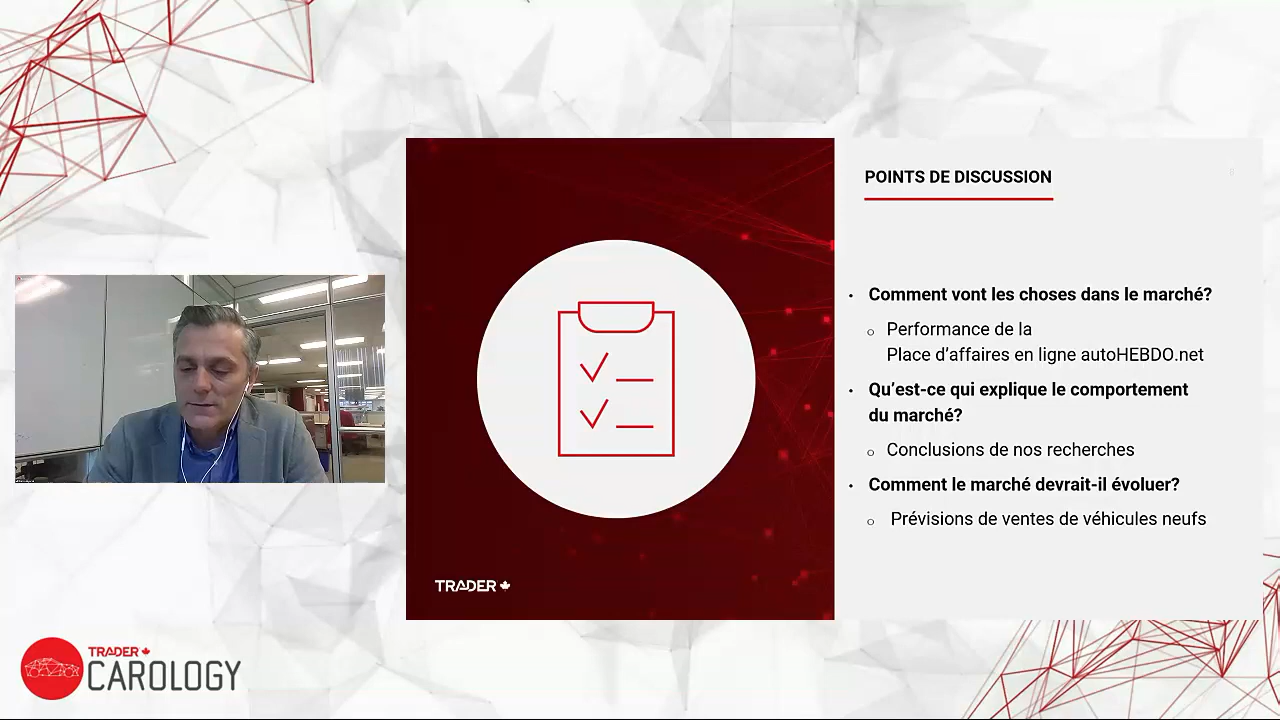 POINTS DE DISCUSSION
• Comment vont les choses dans le marché?
o Performance de la
Place d’affaires en ligne autoHEBDO.net
• Qu’est-ce qui explique le comportement
du marché?
o Conclusions de nos recherches
• Comment le marché devrait-il évoluer?
o Prévisions de ventes de véhicules neufs
TRADER
TRADER
CAROLOGY